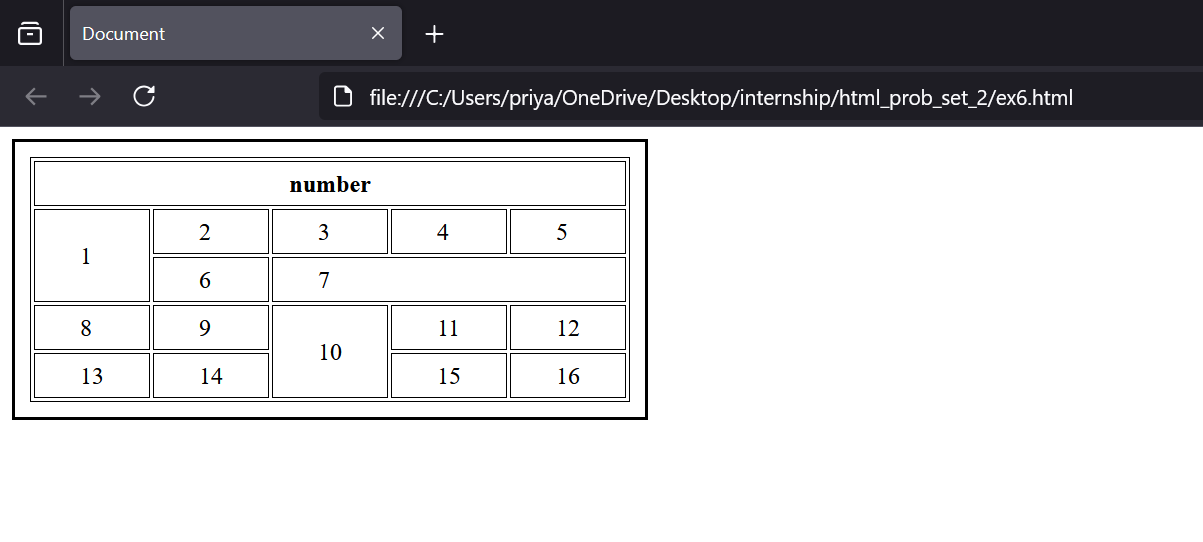 Document
file:///C:/Users/priya/OneDrive/Desktop/internship/html_prob_set_2/ex6.html
number
1 2 3 4 5
6 7
8 9 10 11 12
13 14 15 16